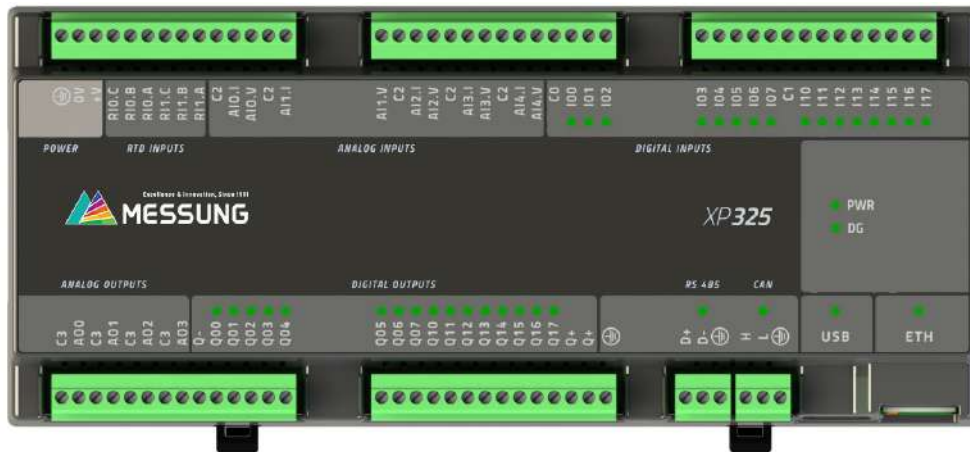 ⏚ 0V +V RI0.C RI0.B RI0.A RI1.C RI1.B RI1.A C2 AI0.I AI0.V C2 AI1.I AI1.V C2 AI2.I AI2.V C2 AI3.I AI3.V C2 AI4.I AI4.V C0 I00 I01 I02 I03 I04 I05 I06 I07 C1 I10 I11 I12 I13 I14 I15 I16 I17
POWER RTD INPUTS ANALOG INPUTS DIGITAL INPUTS
Excellence & Innovation, Since 1981
MESSUNG
XP325
PWR
DG
ANALOG OUTPUTS DIGITAL OUTPUTS RS 485 CAN
C3 AO0 C3 AO1 C3 AO2 C3 AO3 Q- Q00 Q01 Q02 Q03 Q04 Q05 Q06 Q07 Q10 Q11 Q12 Q13 Q14 Q15 Q16 Q17 Q+ Q+ ⏚ D+ D- ⏚ H L ⏚
USB ETH